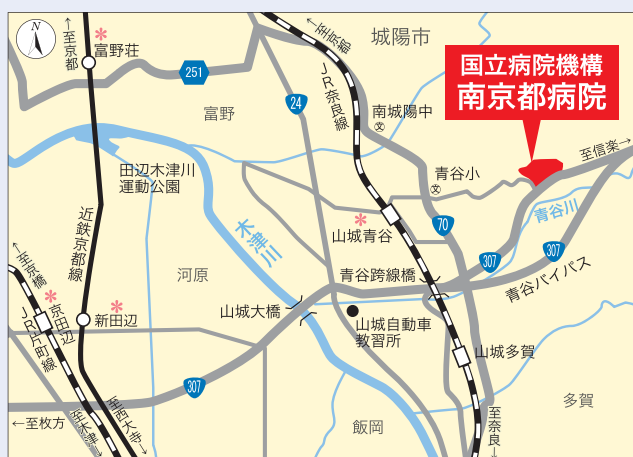 N
←至京都
＊
富野荘
251
←至京都
城陽市
国立病院機構
南京都病院
JR奈良線
24
富野
南城陽中
文
至信楽→
田辺木津川
運動公園
青谷小
文
近鉄京都線
木津川
＊
山城青谷
70
青谷川
307
307
青谷バイパス
←至京橋
河原
青谷跨線橋
＊
京田辺
JR片町線
＊
新田辺
山城大橋
山城自動車
教習所
山城多賀
307
多賀
←至枚方
至木津→
至西大寺→
飯岡
至奈良→